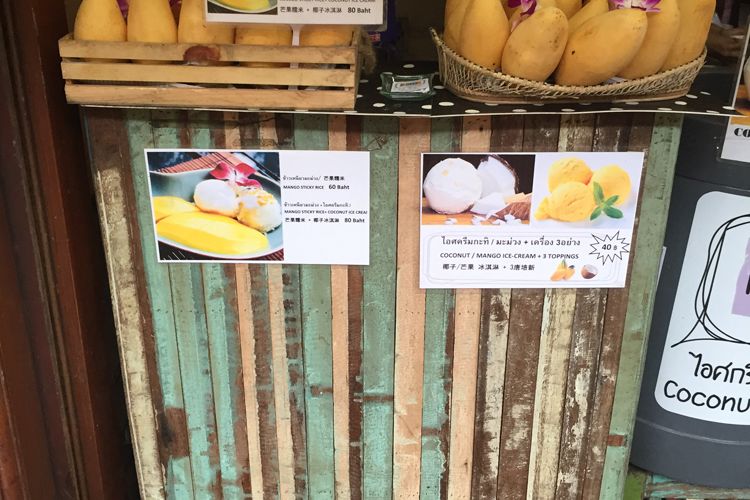 芒果糯米 + 椰子冰淇淋 80 Baht
ข้าวเหนียวมะม่วง/ 芒果糯米
MANGO STICKY RICE 60 Baht
ข้าวเหนียวมะม่วง +ไอศครีมกะทิ/
MANGO STICKY RICE+ COCONUT ICE CREAM
芒果糯米 + 椰子冰淇淋 80 Baht
ไอศครีมกะทิ / มะม่วง + เครื่อง 3อย่าง
COCONUT / MANGO ICE-CREAM + 3 TOPPINGS
椰子/芒果 冰淇淋 + 3唐培新
40 ฿
ไอศกรี
Coconu